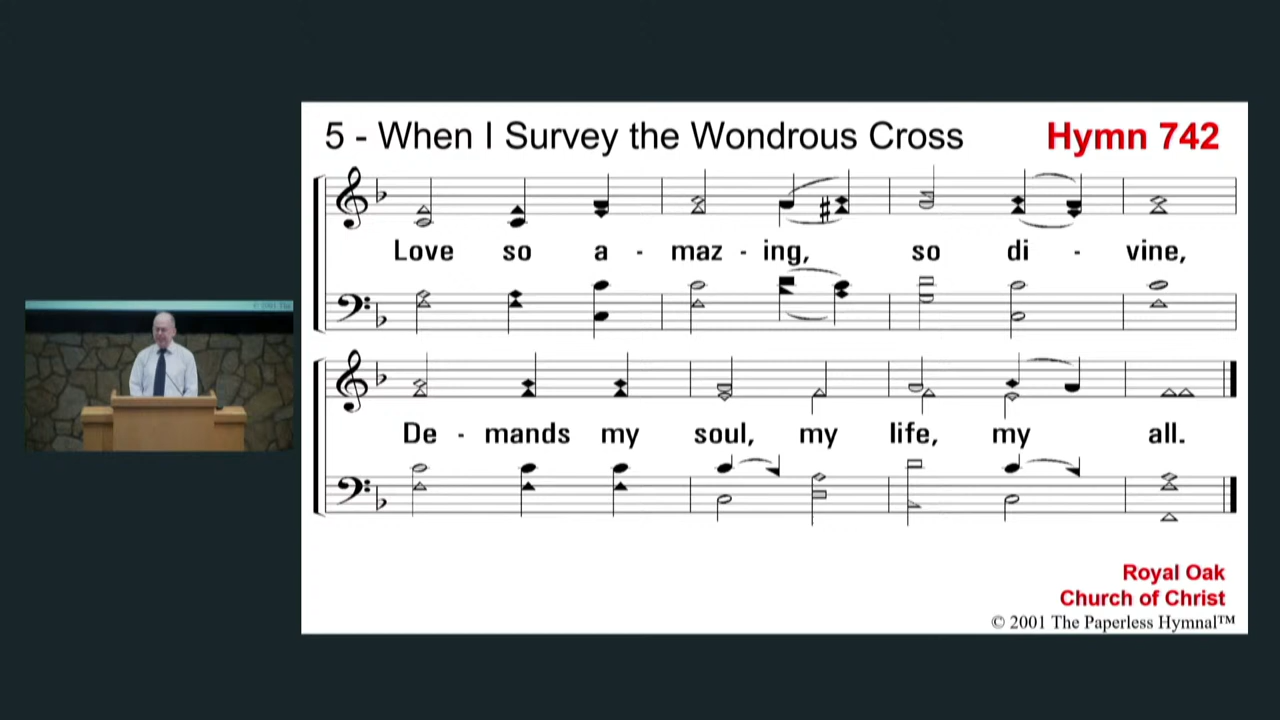 5 - When I Survey the Wondrous Cross
Hymn 742
Love so a - maz - ing, so di - vine,
De - mands my soul, my life, my all.
Royal Oak
Church of Christ
© 2001 The Paperless Hymnal™